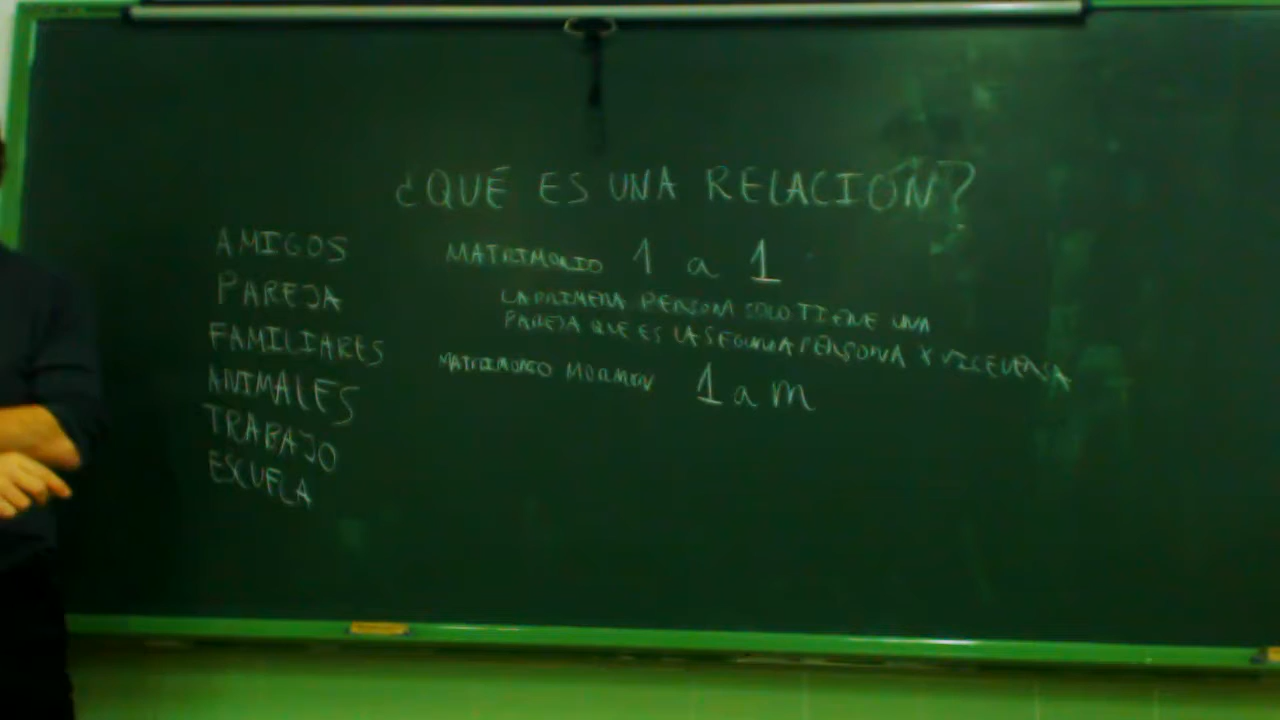 ¿QUÉ ES UNA RELACIÓN?
AMIGOS
PAREJA
FAMILIARES
ANIMALES
TRABAJO
ESCUELA
MATRIMONIO 1 a 1
LA PRIMERA PERSONA SOLO TIENE UNA
PAREJA QUE ES LA SEGUNDA PERSONA Y VICEVERSA
MATRIMONIO MORMON 1 a m